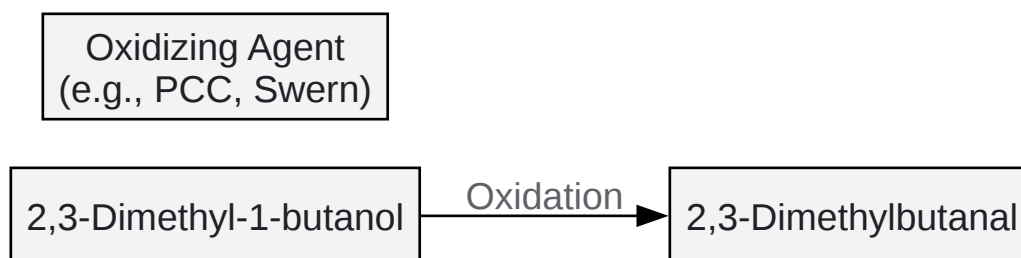 Oxidizing Agent
(e.g., PCC, Swern)
2,3-Dimethyl-1-butanol
Oxidation
2,3-Dimethylbutanal